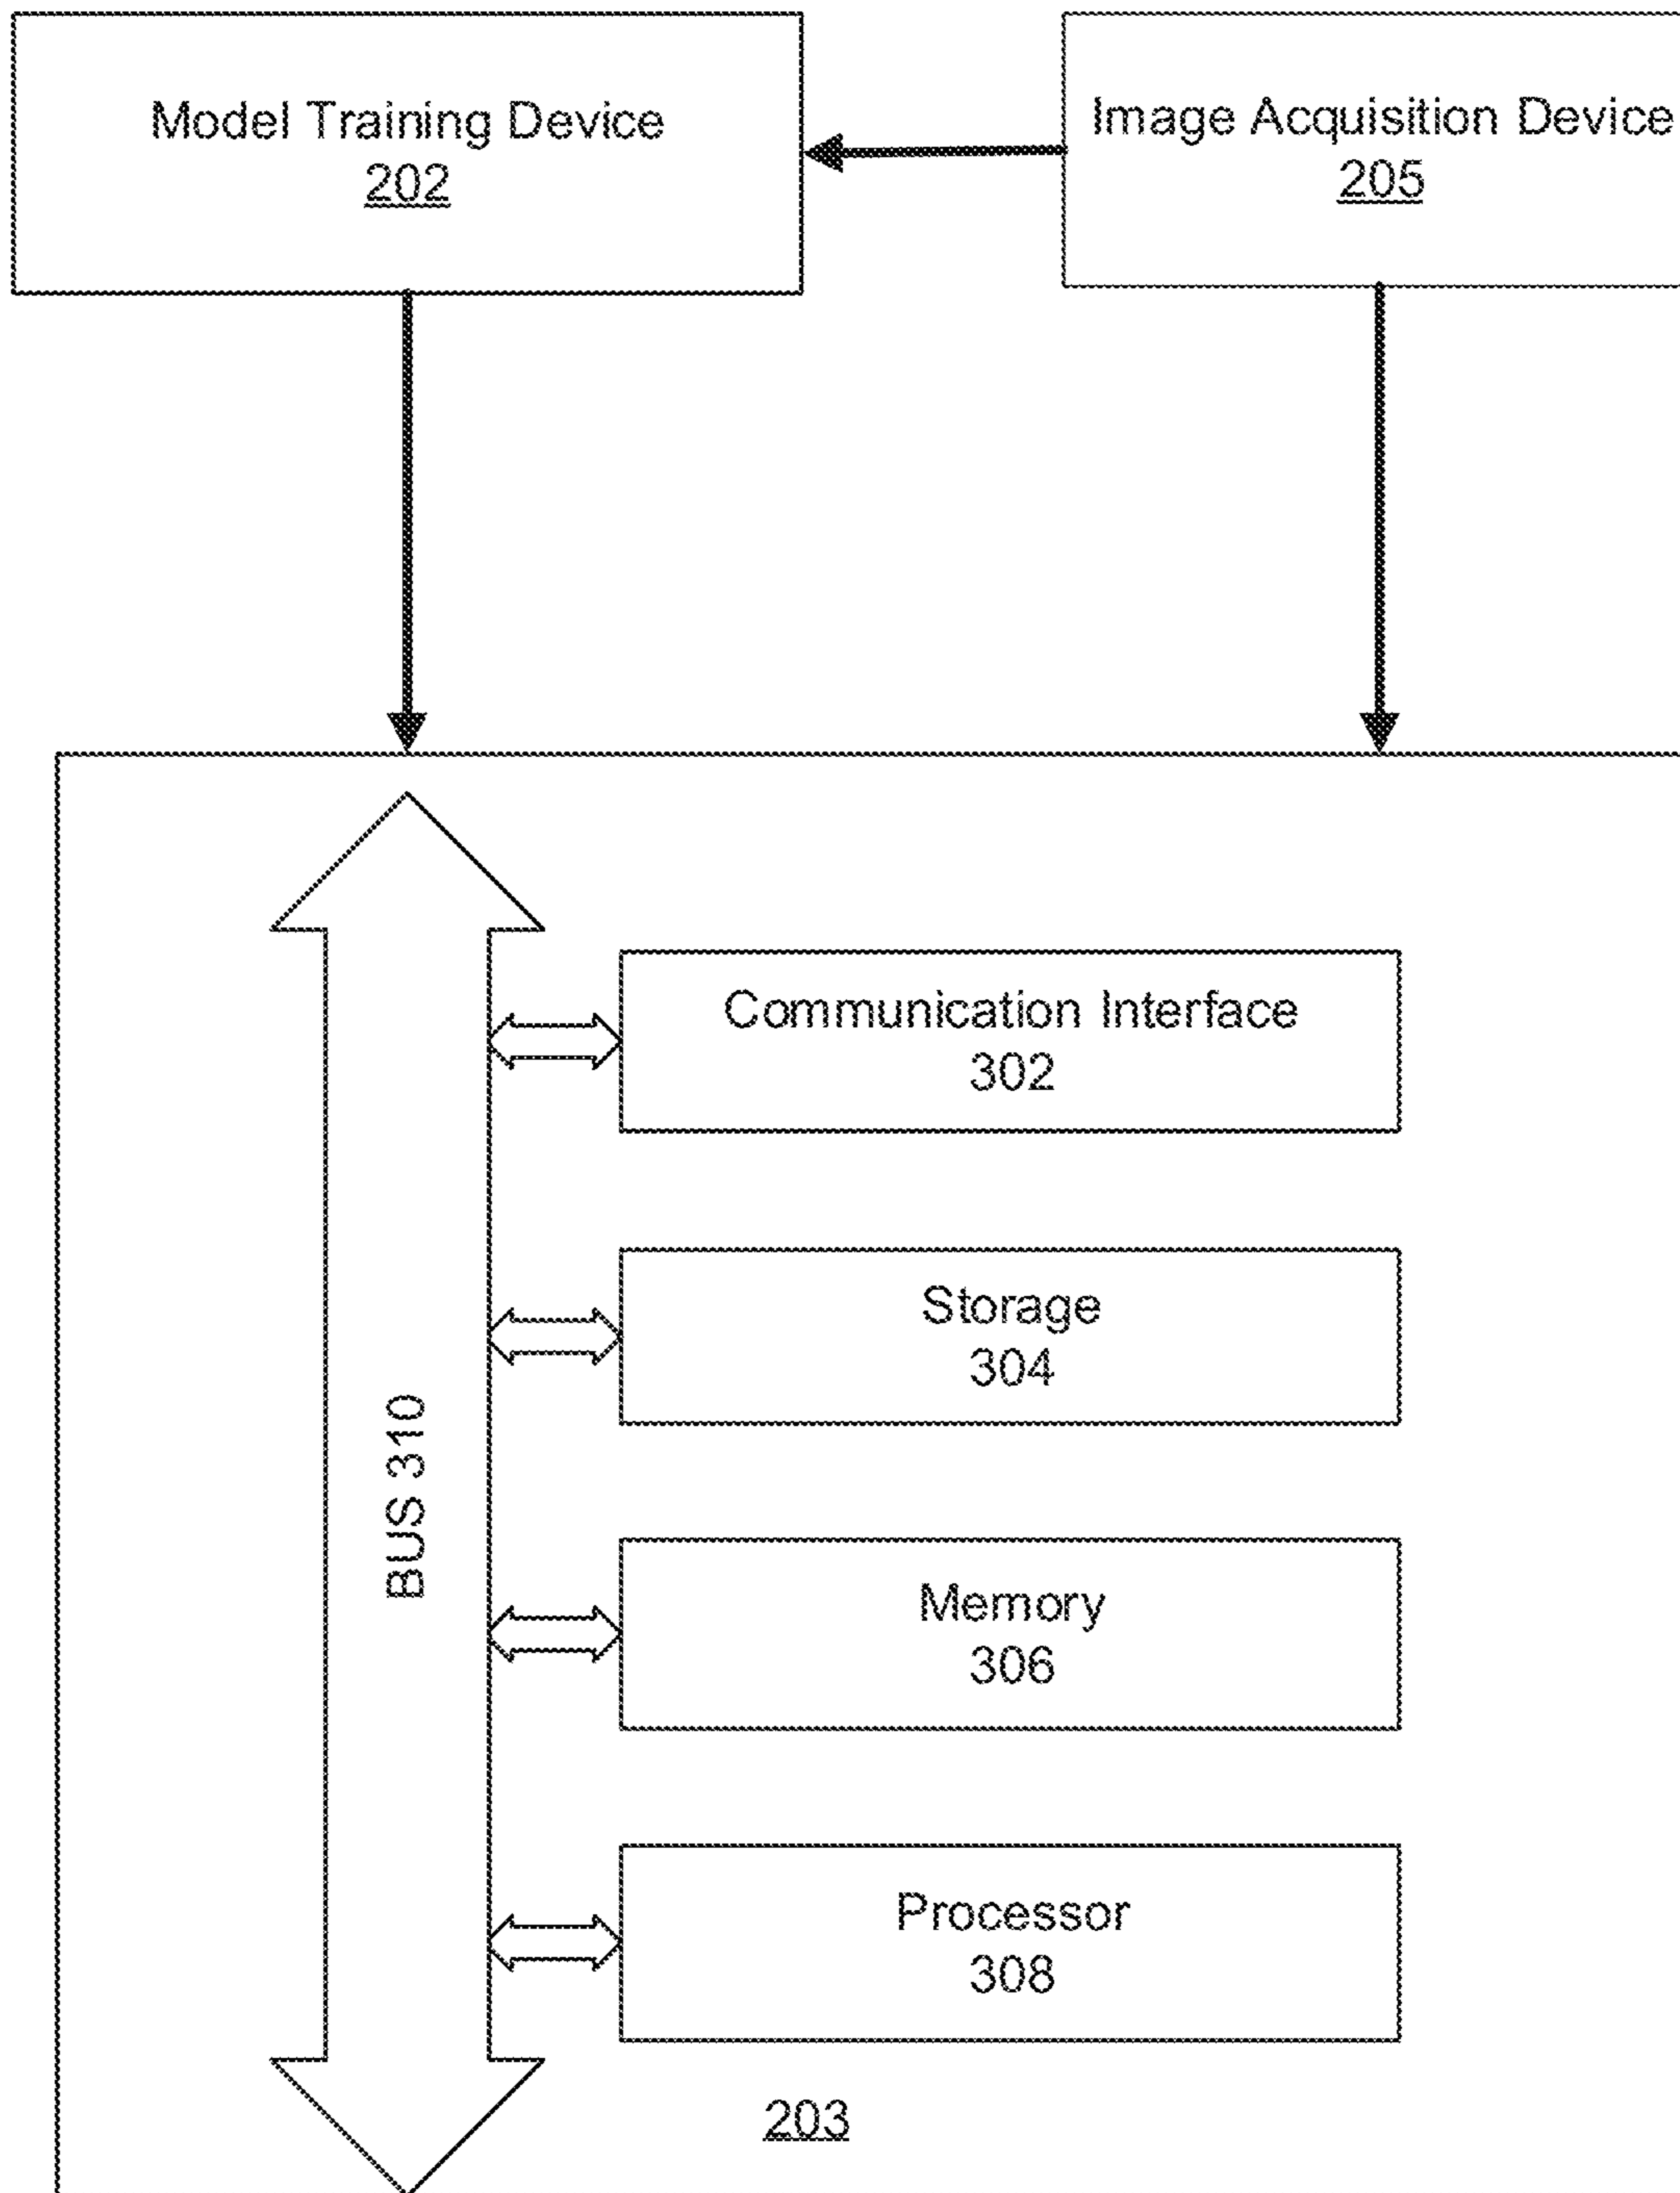 Model Training Device
202
Image Acquisition Device
205
Communication Interface
302
Storage
304
BUS 310
Memory
306
Processor
308
203